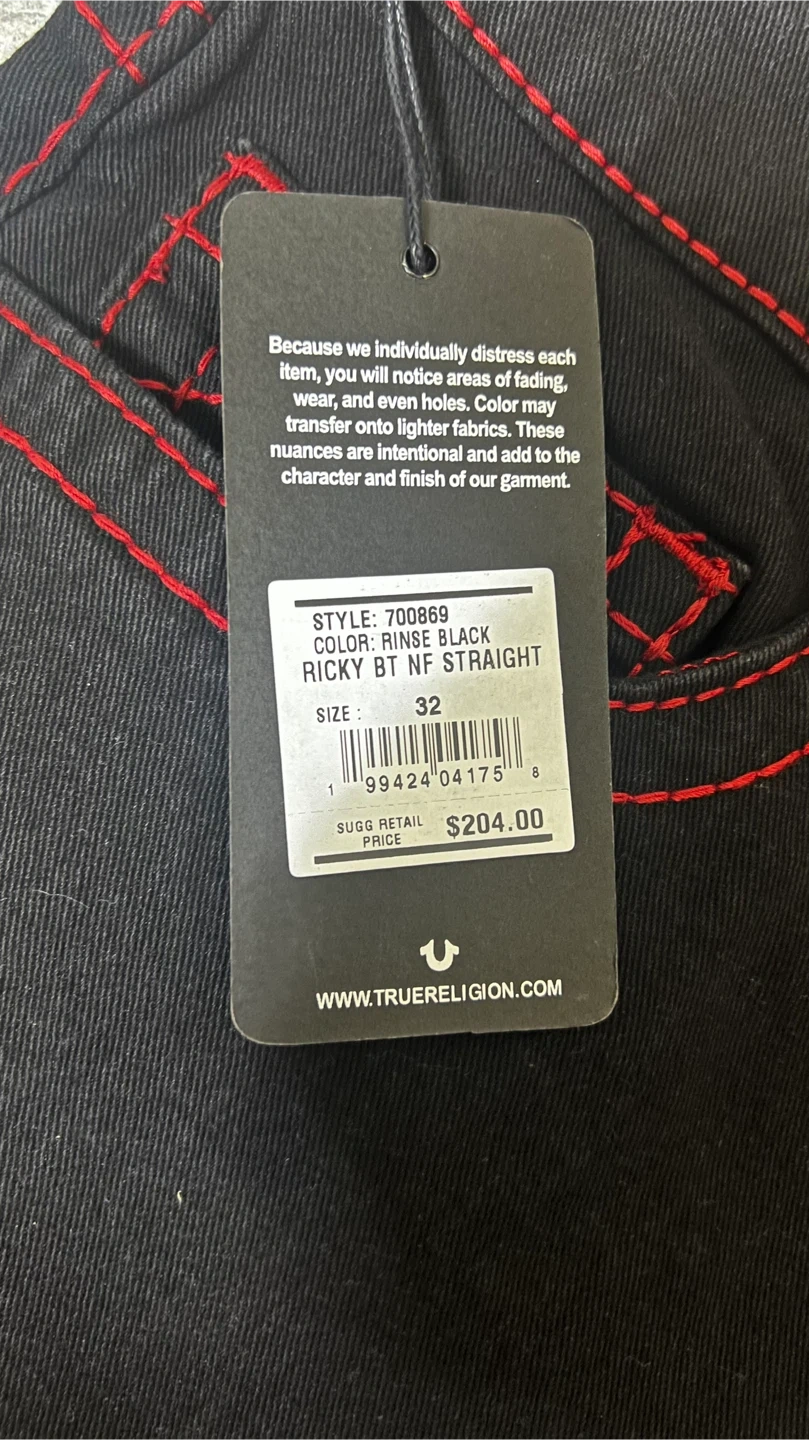 Because we individually distress each
item, you will notice areas of fading,
wear, and even holes. Color may
transfer onto lighter fabrics. These
nuances are intentional and add to the
character and finish of our garment.
STYLE: 700869
COLOR: RINSE BLACK
RICKY BT NF STRAIGHT
SIZE : 32
1 99424 04175 8
SUGG RETAIL PRICE $204.00
WWW.TRUERELIGION.COM